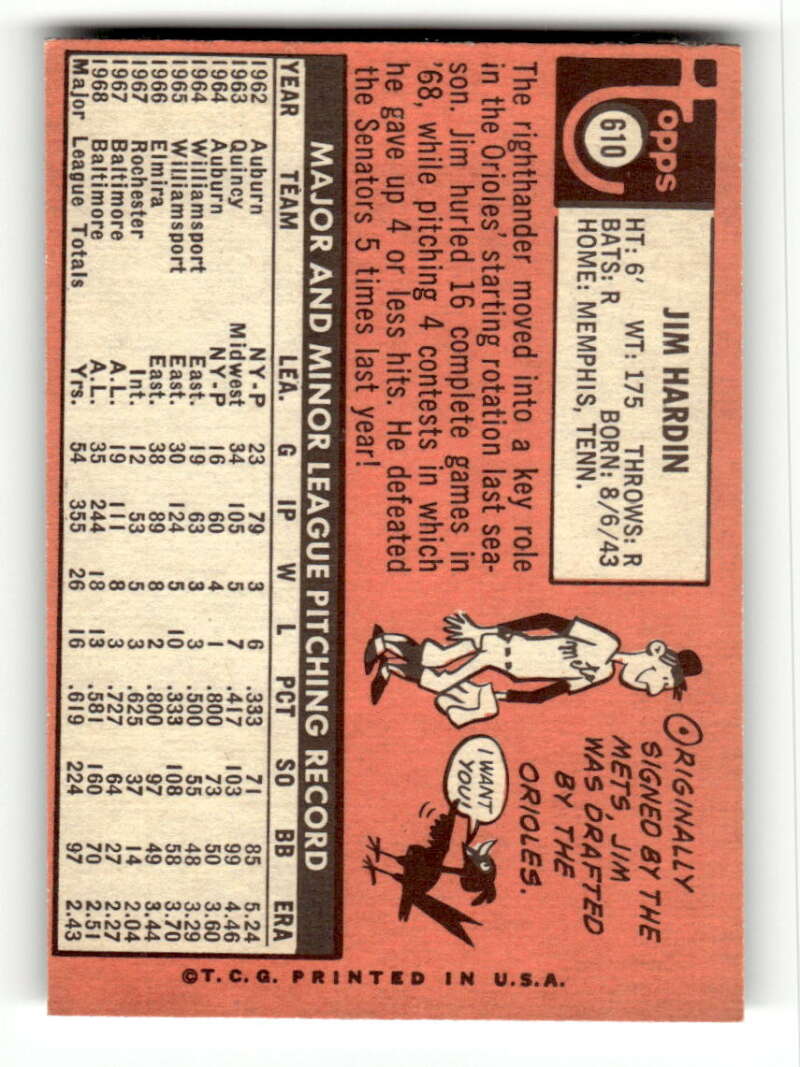 Topps
610
JIM HARDIN
HT: 6' WT: 175 THROWS: R
BATS: R BORN: 8/6/43
HOME: MEMPHIS, TENN.
The righthander moved into a key role
in the Orioles' starting rotation last sea-
son. Jim hurled 16 complete games in
'68, while pitching 4 contests in which
he gave up 4 or less hits. He defeated
the Senators 5 times last year!
ORIGINALLY
SIGNED BY THE
METS, JIM
WAS DRAFTED
BY THE
ORIOLES.
mets
I WANT
YOU!
MAJOR AND MINOR LEAGUE PITCHING RECORD
YEAR TEAM LEA. G IP W L PCT SO BB ERA
1962 Auburn NY-P 23 79 3 6 .333 71 85 5.24
1963 Quincy Midwest 34 105 5 7 .417 103 99 4.46
1964 Auburn NY-P 16 60 4 1 .800 73 50 3.60
1964 Williamsport East. 19 63 3 3 .500 55 48 3.29
1965 Williamsport East. 30 124 5 10 .333 108 58 3.70
1966 Elmira East. 38 89 8 2 .800 97 49 3.44
1967 Rochester Int. 12 53 5 3 .625 37 14 2.04
1967 Baltimore A.L. 19 111 8 3 .727 64 27 2.27
1968 Baltimore A.L. 35 244 18 13 .581 160 70 2.51
Major League Totals Yrs. 54 355 26 16 .619 224 97 2.43
©T.C.G. PRINTED IN U.S.A.